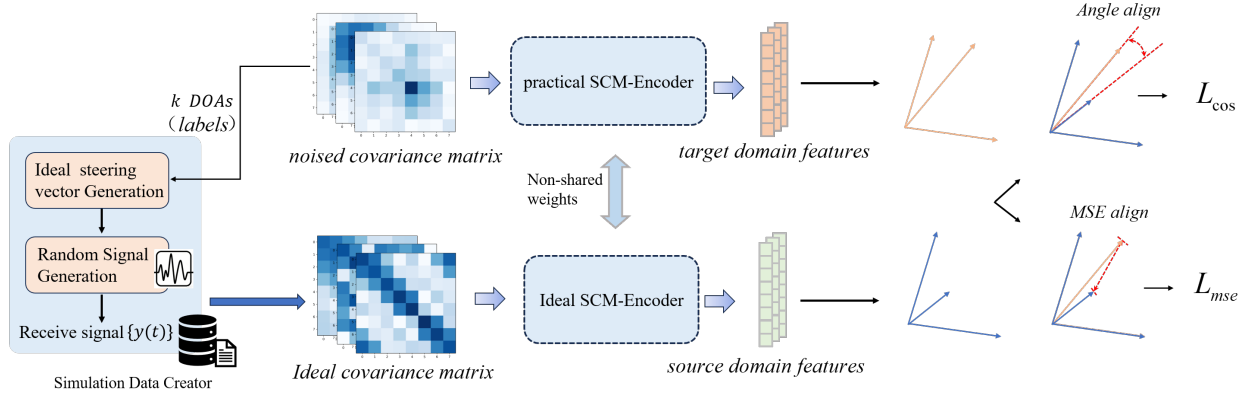 Angle align
k DOAs
(labels)
practical SCM-Encoder
L_cos
noised covariance matrix
target domain features
Ideal steering
vector Generation
Non-shared
weights
MSE align
Random Signal
Generation
Ideal SCM-Encoder
L_mse
Receive signal {y(t)}
Ideal covariance matrix
source domain features
Simulation Data Creator